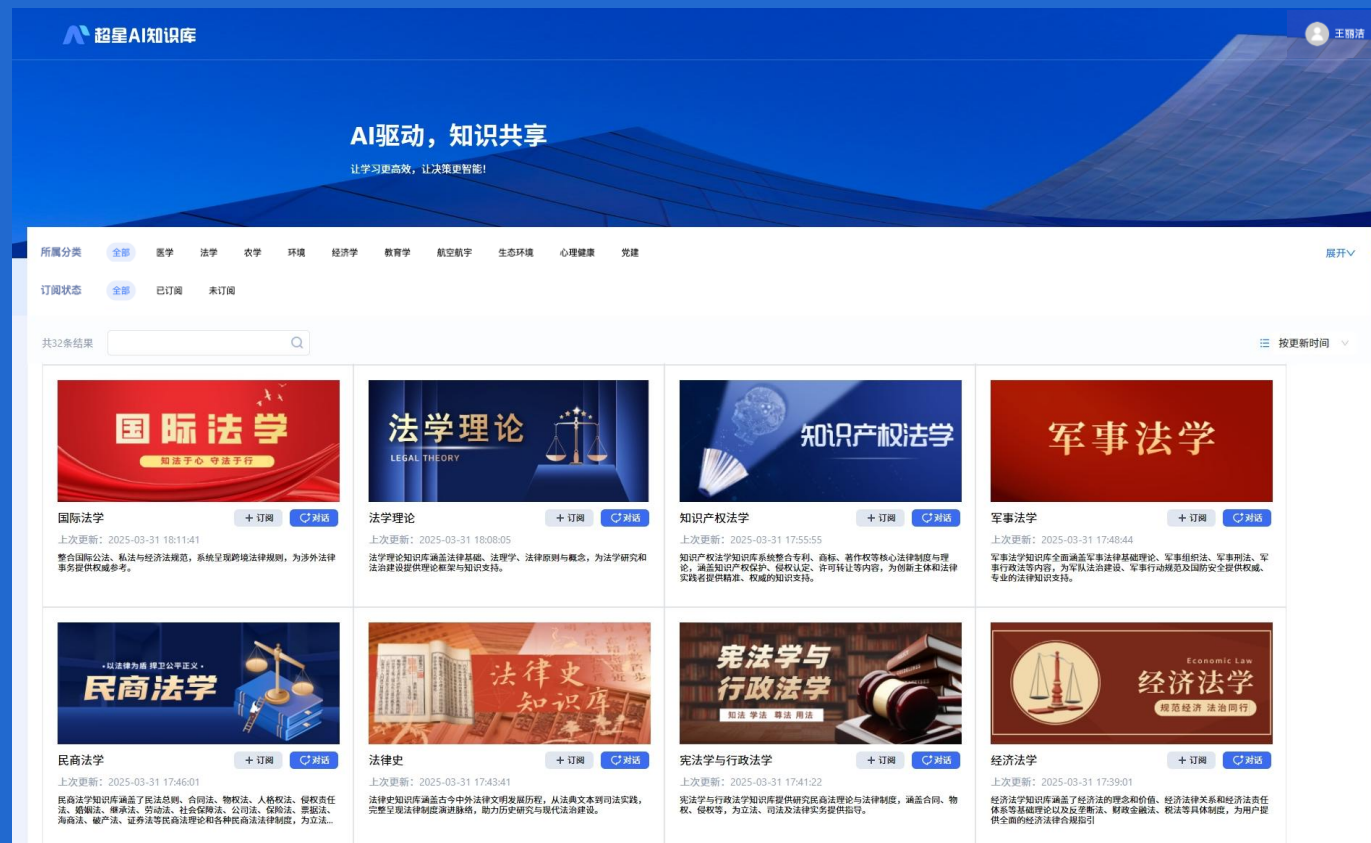 超星AI知识库
王丽洁
AI驱动，知识共享
让学习更高效，让决策更智能!
所属分类 全部 医学 法学 农学 环境 经济学 教育学 航空航宇 生态环境 心理健康 党建 展开
订阅状态 全部 已订阅 未订阅
共32条结果
按更新时间
国际法学
知法于心 守法于行
国际法学 + 订阅 对话
上次更新：2025-03-31 18:11:41
整合国际公法、私法与经济法规范，系统呈现跨境法律规则，为涉外法律
事务提供权威参考。
法学理论
LEGAL THEORY
法学理论 + 订阅 对话
上次更新：2025-03-31 18:08:05
法学理论知识库涵盖法律基础、法理学、法律原则与概念，为法学研究和
法治建设提供理论框架与知识支持。
知识产权法学
知识产权法学 + 订阅 对话
上次更新：2025-03-31 17:55:55
知识产权法学知识库系统整合专利、商标、著作权等核心法律制度与理
论，涵盖知识产权保护、侵权认定、许可转让等内容，为创新主体和法律
实践者提供精准、权威的知识支持。
军事法学
军事法学 + 订阅 对话
上次更新：2025-03-31 17:48:44
军事法学知识库全面涵盖军事法律基础理论、军事组织法、军事刑法、军
事行政法等内容，为军队法治建设、军事行动规范及国防安全提供权威、
专业的法律知识支持。
·以法律为盾 捍卫公平正义·
民商法学
民商法学 + 订阅 对话
上次更新：2025-03-31 17:46:01
民商法学知识库涵盖了民法总则、合同法、物权法、人格权法、侵权责任
法、婚姻法、继承法、劳动法、社会保障法、公司法、保险法、票据法、
海商法、破产法、证券法等民商法理论和各种民商法法律制度，为立法...
法律史
知识库
法律史 + 订阅 对话
上次更新：2025-03-31 17:43:41
法律史知识库涵盖古今中外法律文明发展历程，从法典文本到司法实践，
完整呈现法律制度演进脉络，助力历史研究与现代法治建设。
宪法学与
行政法学
知法 学法 尊法 用法
宪法学与行政法学 + 订阅 对话
上次更新：2025-03-31 17:41:22
宪法学与行政法学知识库提供研究民商法理论与法律制度，涵盖合同、物
权、侵权等，为立法、司法及法律实务提供指导。
Economic Law
经济法学
规范经济 法治同行
经济法学 + 订阅 对话
上次更新：2025-03-31 17:39:01
经济法学知识库涵盖了经济法的理念和价值、经济法律关系和经济法责任
体系等基础理论以及反垄断法、财政金融法、税法等具体制度，为用户提
供全面的经济法律合规指引